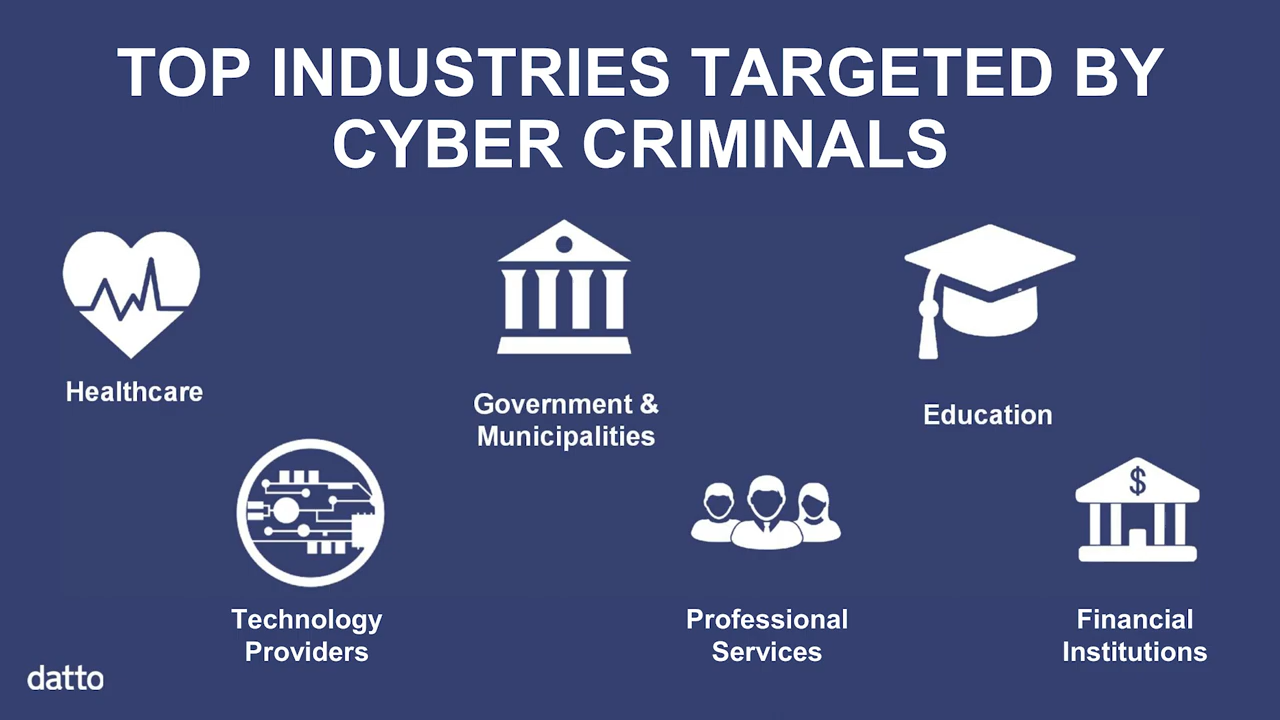 TOP INDUSTRIES TARGETED BY
CYBER CRIMINALS
Healthcare
Government &
Municipalities
Education
$
Technology
Providers
Professional
Services
Financial
Institutions
datto